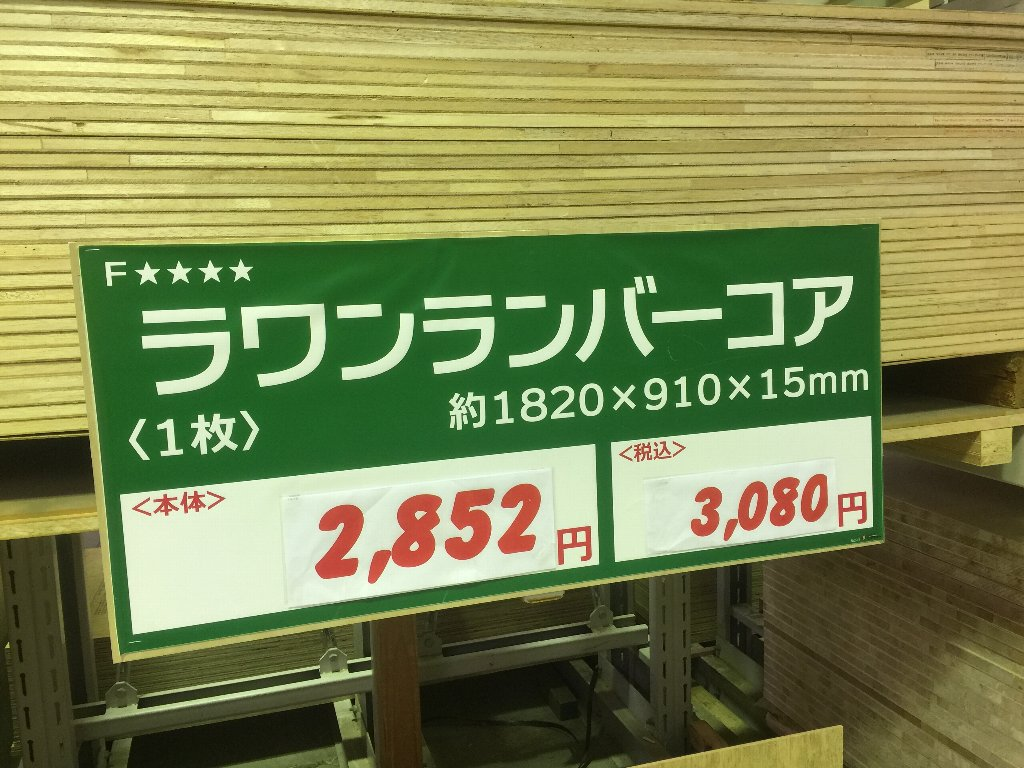 F★★★★
ラワンランバーコア
〈1枚〉
約1820×910×15mm
<本体>
2,852円
<税込>
3,080円